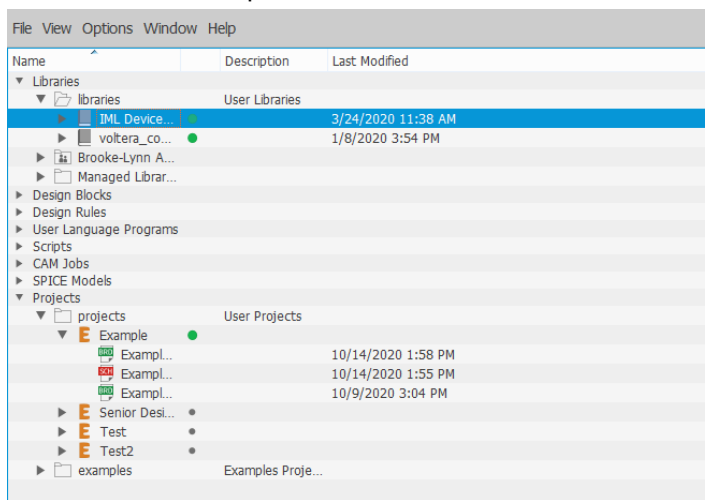 File View Options Window Help
Name Description Last Modified
Libraries
libraries User Libraries
IML Device... 3/24/2020 11:38 AM
voltera_co... 1/8/2020 3:54 PM
Brooke-Lynn A...
Managed Librar...
Design Blocks
Design Rules
User Language Programs
Scripts
CAM Jobs
SPICE Models
Projects
projects User Projects
E Example
BRD Exampl... 10/14/2020 1:58 PM
SCH Exampl... 10/14/2020 1:55 PM
BRD Exampl... 10/9/2020 3:04 PM
E Senior Desi...
E Test
E Test2
examples Examples Proje...